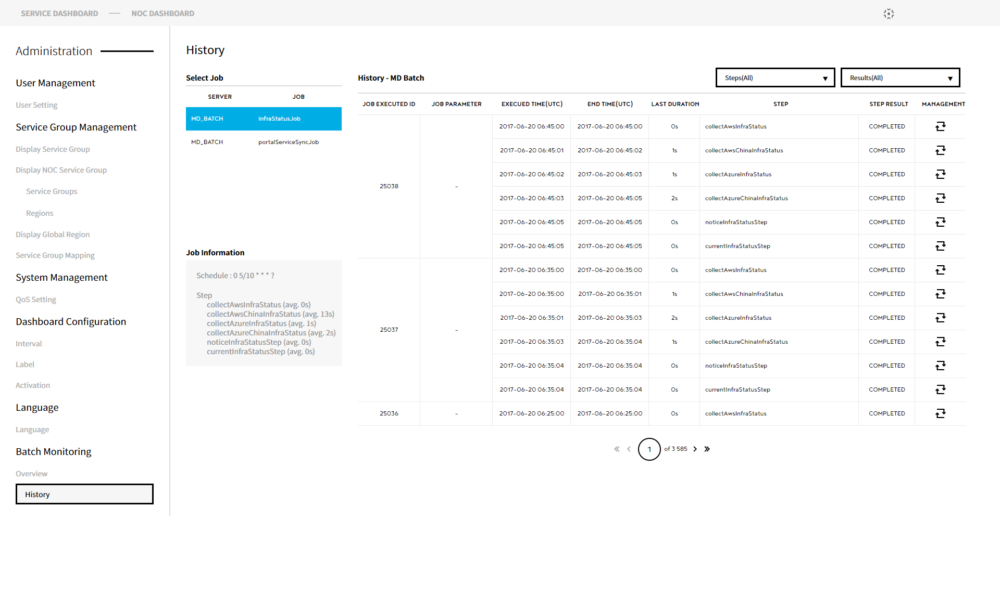 SERVICE DASHBOARD — NOC DASHBOARD
Administration
User Management
User Setting
Service Group Management
Display Service Group
Display NOC Service Group
Service Groups
Regions
Display Global Region
Service Group Mapping
System Management
QoS Setting
Dashboard Configuration
Interval
Label
Activation
Language
Language
Batch Monitoring
Overview
History
History
Select Job
SERVER JOB
MD_BATCH InfraStatusJob
MD_BATCH portalServiceSyncJob
Job Information
Schedule : 0 5/10 * * * ?
Step
collectAwsInfraStatus (avg. 0s)
collectAwsChinaInfraStatus (avg. 13s)
collectAzureInfraStatus (avg. 1s)
collectAzureChinaInfraStatus (avg. 2s)
noticeInfraStatusStep (avg. 0s)
currentInfraStatusStep (avg. 0s)
History - MD Batch
Steps(All) ▼ Results(All) ▼
JOB EXECUTED ID JOB PARAMETER EXECUED TIME(UTC) END TIME(UTC) LAST DURATION STEP STEP RESULT MANAGEMENT
2017-06-20 06:45:00 2017-06-20 06:45:00 0s collectAwsInfraStatus COMPLETED
2017-06-20 06:45:01 2017-06-20 06:45:02 1s collectAwsChinaInfraStatus COMPLETED
2017-06-20 06:45:02 2017-06-20 06:45:03 1s collectAzureInfraStatus COMPLETED
25038 -
2017-06-20 06:45:03 2017-06-20 06:45:05 2s collectAzureChinaInfraStatus COMPLETED
2017-06-20 06:45:05 2017-06-20 06:45:05 0s noticeInfraStatusStep COMPLETED
2017-06-20 06:45:05 2017-06-20 06:45:05 0s currentInfraStatusStep COMPLETED
2017-06-20 06:35:00 2017-06-20 06:35:00 0s collectAwsInfraStatus COMPLETED
2017-06-20 06:35:00 2017-06-20 06:35:01 1s collectAwsChinaInfraStatus COMPLETED
2017-06-20 06:35:01 2017-06-20 06:35:03 2s collectAzureInfraStatus COMPLETED
25037 -
2017-06-20 06:35:03 2017-06-20 06:35:04 1s collectAzureChinaInfraStatus COMPLETED
2017-06-20 06:35:04 2017-06-20 06:35:04 0s noticeInfraStatusStep COMPLETED
2017-06-20 06:35:04 2017-06-20 06:35:04 0s currentInfraStatusStep COMPLETED
25036 - 2017-06-20 06:25:00 2017-06-20 06:25:00 0s collectAwsInfraStatus COMPLETED
« ‹ 1 of 3 585 › »